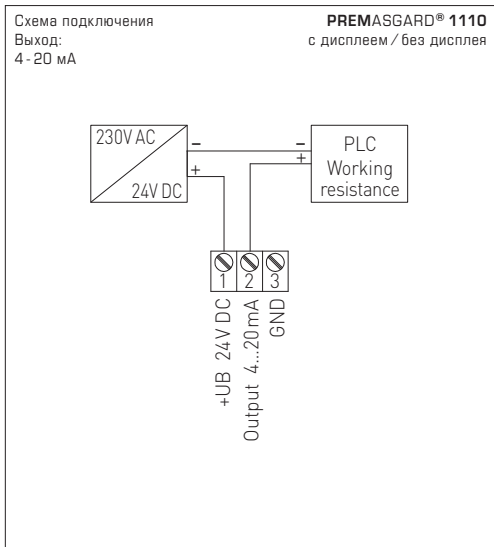 Схема подключения
Выход:
4 - 20 мА
PREMASGARD® 1110
с дисплеем / без дисплея
230V AC
24V DC
–
+
–
+
PLC
Working
resistance
1
2
3
+UB 24V DC
Output 4...20mA
GND